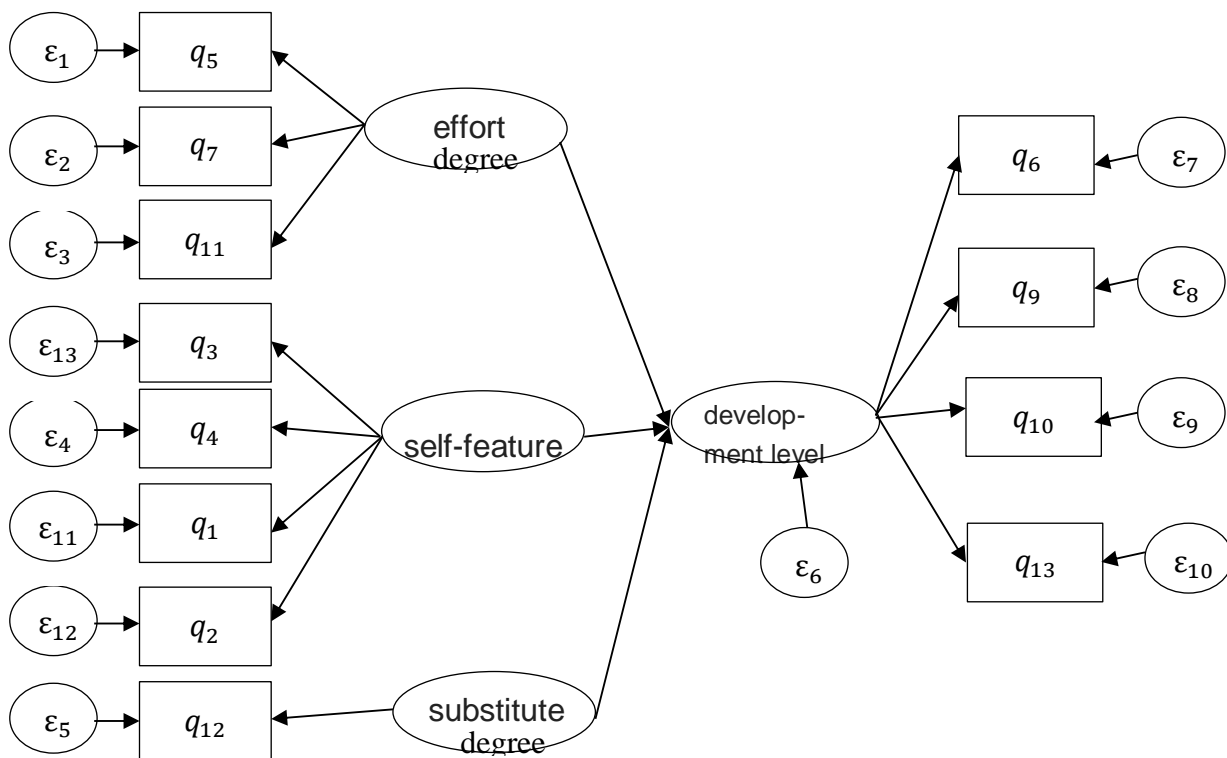 ε₁
q₅
effort
degree
ε₂
q₇
q₆
ε₇
ε₃
q₁₁
q₉
ε₈
ε₁₃
q₃
ε₄
q₄
self-feature
develop-
ment level
q₁₀
ε₉
ε₁₁
q₁
ε₆
q₁₃
ε₁₀
ε₁₂
q₂
ε₅
q₁₂
substitute
degree